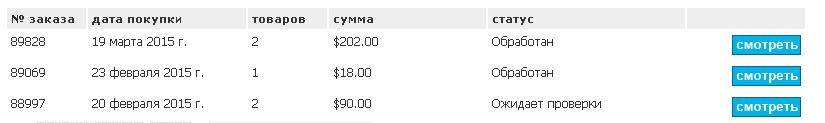 № заказа дата покупки товаров сумма статус
89828 19 марта 2015 г. 2 $202.00 Обработан смотреть
89069 23 февраля 2015 г. 1 $18.00 Обработан смотреть
88997 20 февраля 2015 г. 2 $90.00 Ожидает проверки смотреть